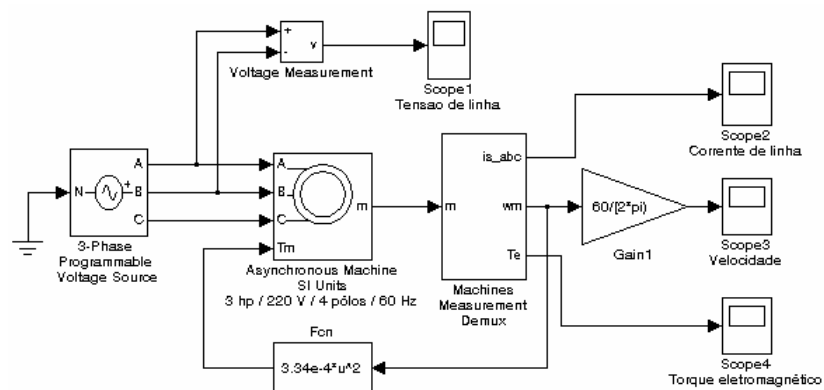 +
-
v
Voltage Measurement
Scope1
Tensao de linha
Scope2
Corrente de linha
N
+
A
B
C
3-Phase
Programmable
Voltage Source
A
B
C
Tm
m
Asynchronous Machine
SI Units
3 hp / 220 V / 4 pólos / 60 Hz
m
is_abc
wm
Te
Machines
Measurement
Demux
60/[2*pi)
Gain1
Scope3
Velocidade
Fcn
3.34e-4*u^2
Scope4
Torque eletromagnético